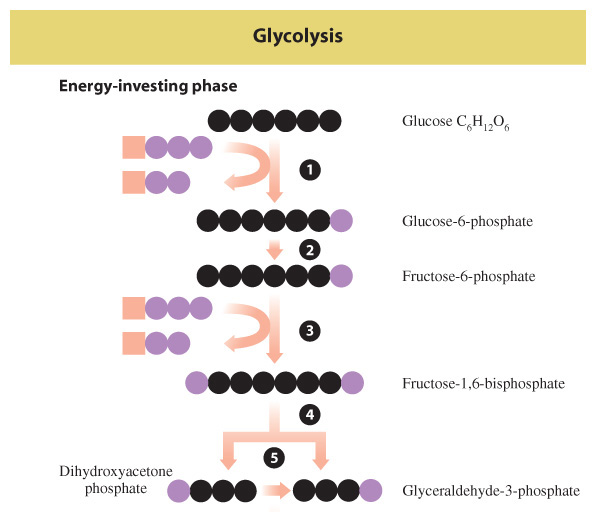 Glycolysis
Energy-investing phase
Glucose C₆H₁₂O₆
1
Glucose-6-phosphate
2
Fructose-6-phosphate
3
Fructose-1,6-bisphosphate
4
5
Dihydroxyacetone
phosphate
Glyceraldehyde-3-phosphate